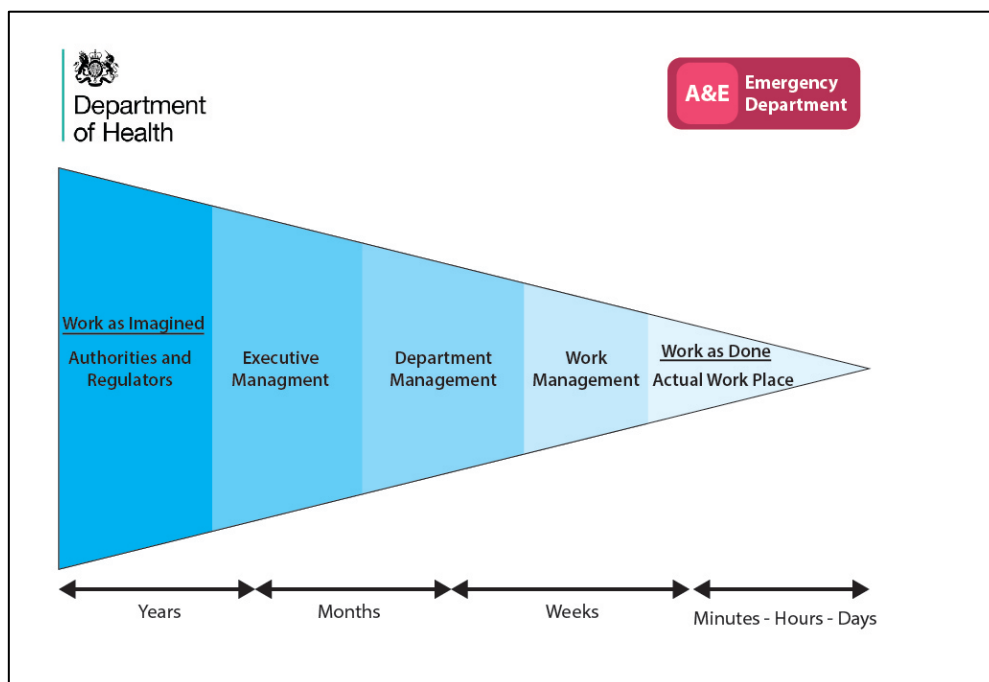 Department
of Health
A&E
Emergency
Department
Work as Imagined
Authorities and
Regulators
Executive
Managment
Department
Management
Work
Management
Work as Done
Actual Work Place
Years
Months
Weeks
Minutes - Hours - Days